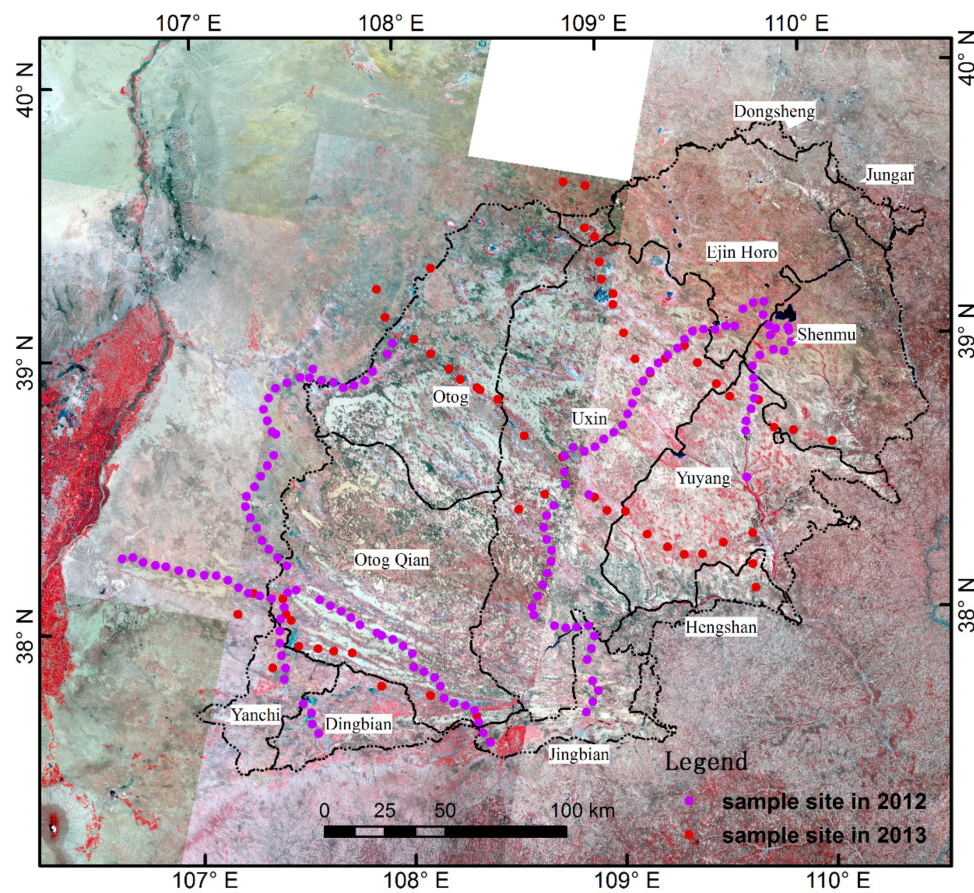 107° E 108° E 109° E 110° E
40° N 40° N
Dongsheng
Jungar
Ejin Horo
39° N 39° N
Shenmu
Otog
Uxin
Yuyang
Otog Qian
38° N 38° N
Hengshan
Yanchi
Dingbian
Jingbian
Legend
sample site in 2012
sample site in 2013
0 25 50 100 km
107° E 108° E 109° E 110° E